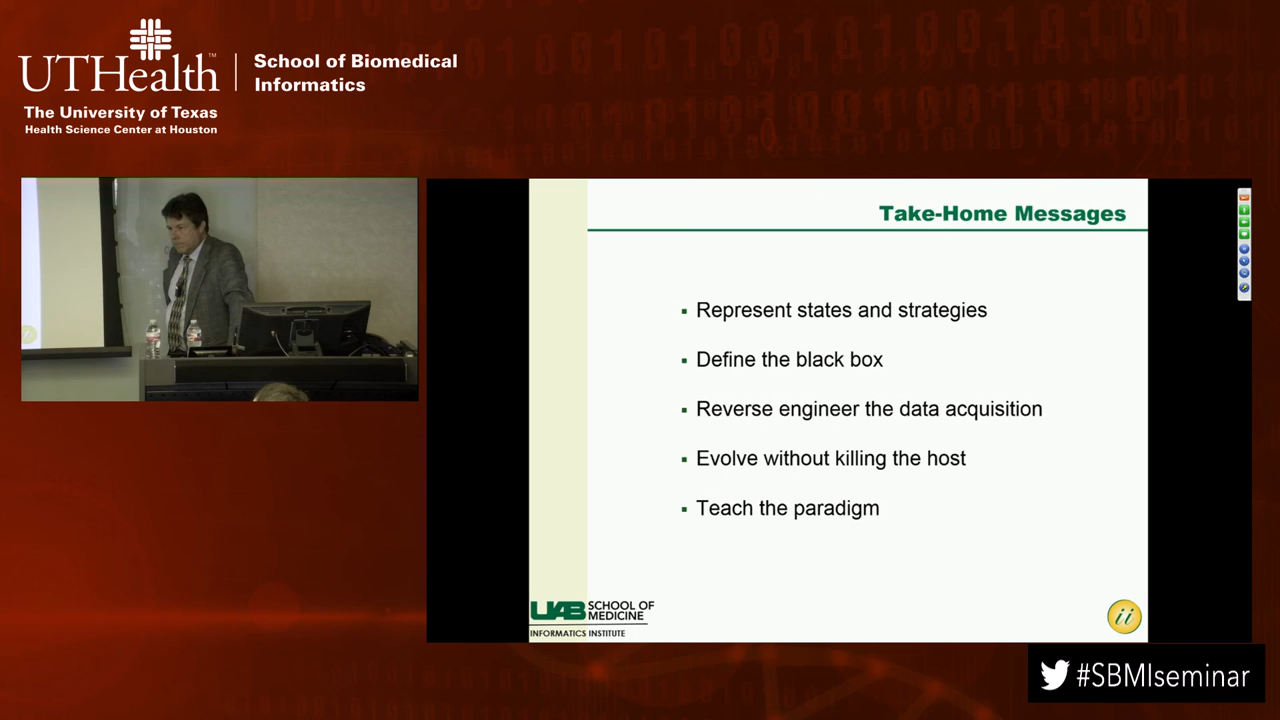 UTHealth™
School of Biomedical
Informatics
The University of Texas
Health Science Center at Houston
Take-Home Messages
▪ Represent states and strategies
▪ Define the black box
▪ Reverse engineer the data acquisition
▪ Evolve without killing the host
▪ Teach the paradigm
UAB SCHOOL OF
MEDICINE
INFORMATICS INSTITUTE
ii
#SBMIseminar